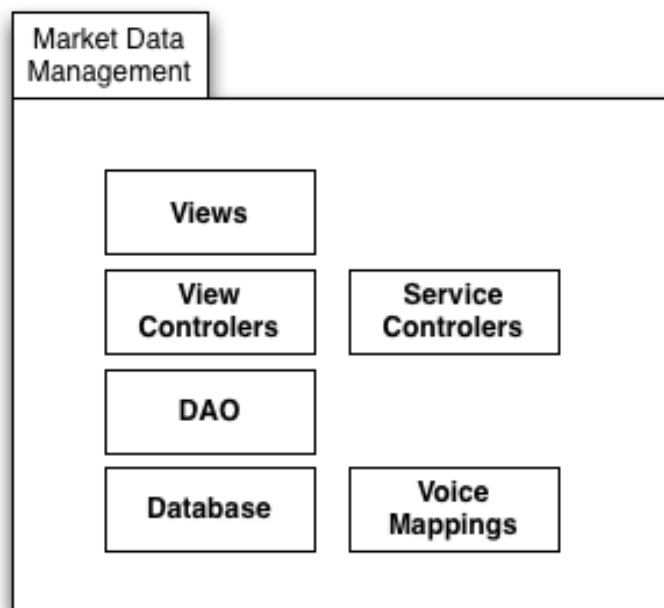 Market Data
Management
Views
View
Controlers
Service
Controlers
DAO
Database
Voice
Mappings